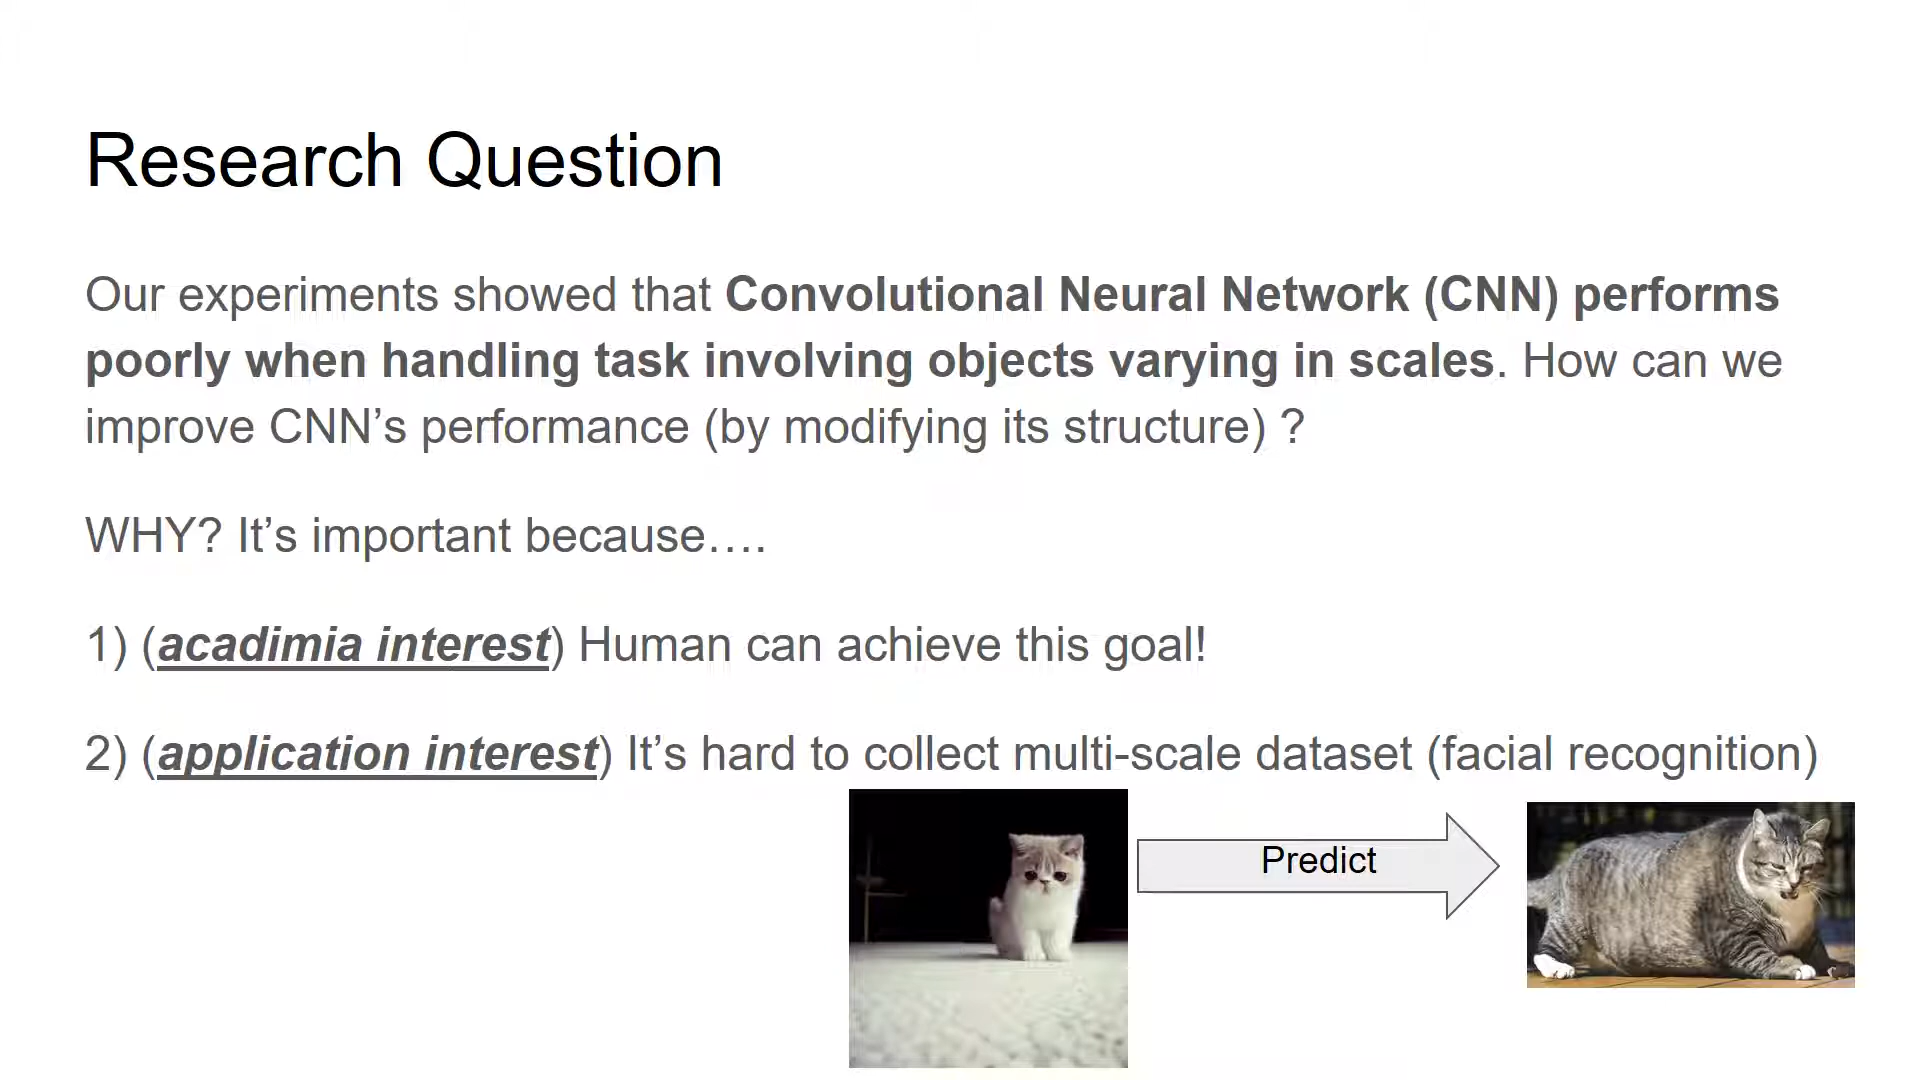 Research Question
Our experiments showed that Convolutional Neural Network (CNN) performs
poorly when handling task involving objects varying in scales. How can we
improve CNN’s performance (by modifying its structure) ?
WHY? It’s important because….
1) (acadimia interest) Human can achieve this goal!
2) (application interest) It’s hard to collect multi-scale dataset (facial recognition)
Predict